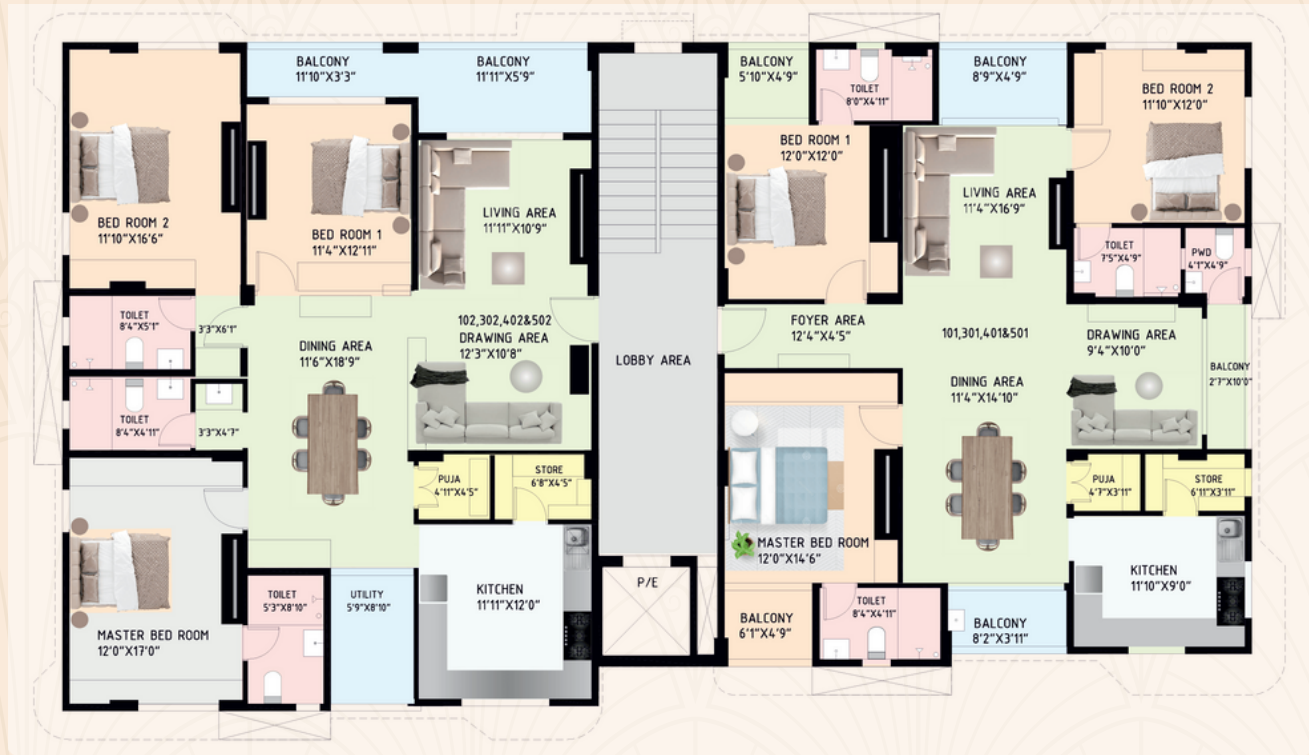 BALCONY
11'10"X3'3"
BALCONY
11'11"X5'9"
BED ROOM 2
11'10"X16'6"
BED ROOM 1
11'4"X12'11"
LIVING AREA
11'11"X10'9"
TOILET
8'4"X5'1"
3'3"X6'1"
DINING AREA
11'6"X18'9"
102,302,402&502
DRAWING AREA
12'3"X10'8"
TOILET
8'4"X4'11"
3'3"X4'7"
PUJA
4'11"X4'5"
STORE
6'8"X4'5"
MASTER BED ROOM
12'0"X17'0"
TOILET
5'3"X8'10"
UTILITY
5'9"X8'10"
KITCHEN
11'11"X12'0"
LOBBY AREA
P/E
BALCONY
5'10"X4'9"
TOILET
8'0"X4'11"
BALCONY
8'9"X4'9"
BED ROOM 2
11'10"X12'0"
BED ROOM 1
12'0"X12'0"
LIVING AREA
11'4"X16'9"
TOILET
7'5"X4'9"
PWD
4'1"X4'9"
FOYER AREA
12'4"X4'5"
101,301,401&501
DRAWING AREA
9'4"X10'0"
BALCONY
2'7"X10'0"
DINING AREA
11'4"X14'10"
PUJA
4'7"X3'11"
STORE
6'11"X3'11"
MASTER BED ROOM
12'0"X14'6"
KITCHEN
11'10"X9'0"
BALCONY
6'1"X4'9"
TOILET
8'4"X4'11"
BALCONY
8'2"X3'11"